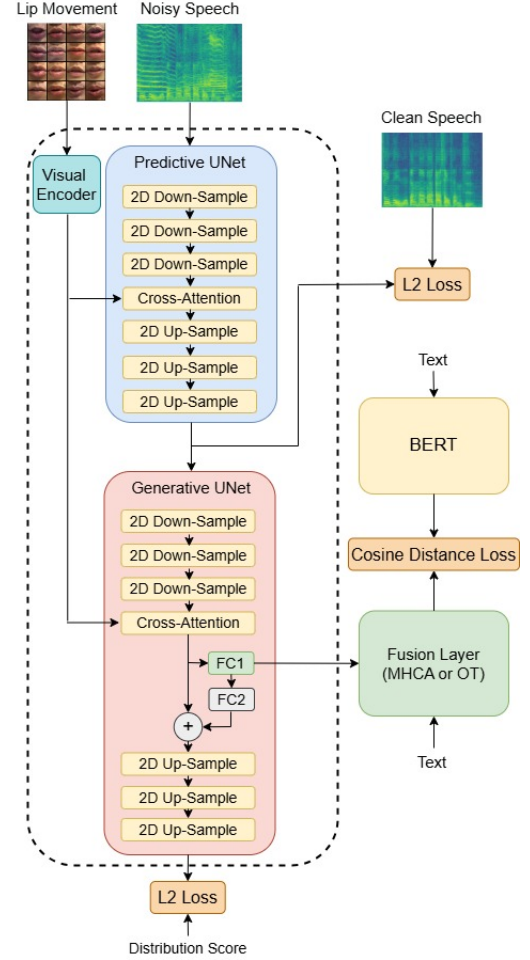 Lip Movement
Noisy Speech
Clean Speech
Visual
Encoder
Predictive UNet
2D Down-Sample
2D Down-Sample
2D Down-Sample
Cross-Attention
2D Up-Sample
2D Up-Sample
2D Up-Sample
L2 Loss
Text
BERT
Cosine Distance Loss
Generative UNet
2D Down-Sample
2D Down-Sample
2D Down-Sample
Cross-Attention
FC1
FC2
+
2D Up-Sample
2D Up-Sample
2D Up-Sample
Fusion Layer
(MHCA or OT)
Text
L2 Loss
Distribution Score